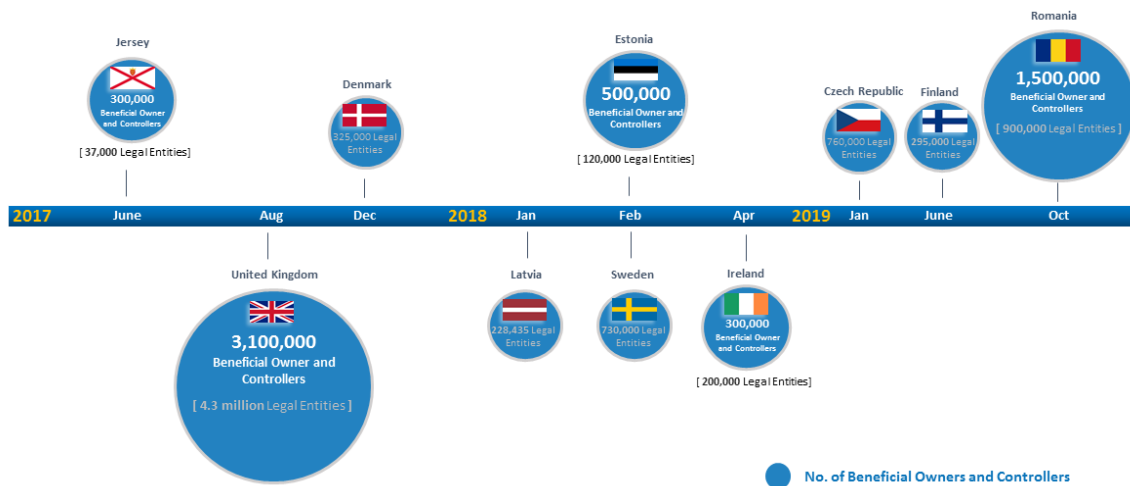 Jersey
300,000
Beneficial Owner
and Controllers
[ 37,000 Legal Entities]
Denmark
325,000 Legal
Entities
Estonia
500,000
Beneficial Owner and
Controllers
[ 120,000 Legal Entities]
Czech Republic
760,000 Legal
Entities
Finland
295,000 Legal
Entities
Romania
1,500,000
Beneficial Owner and
Controllers
[ 900,000 Legal Entities ]
2017 June Aug Dec 2018 Jan Feb Apr 2019 Jan June Oct
United Kingdom
3,100,000
Beneficial Owner and
Controllers
[ 4.3 million Legal Entities ]
Latvia
228,435 Legal
Entities
Sweden
730,000 Legal
Entities
Ireland
300,000
Beneficial Owner
and Controllers
[ 200,000 Legal Entities]
No. of Beneficial Owners and Controllers